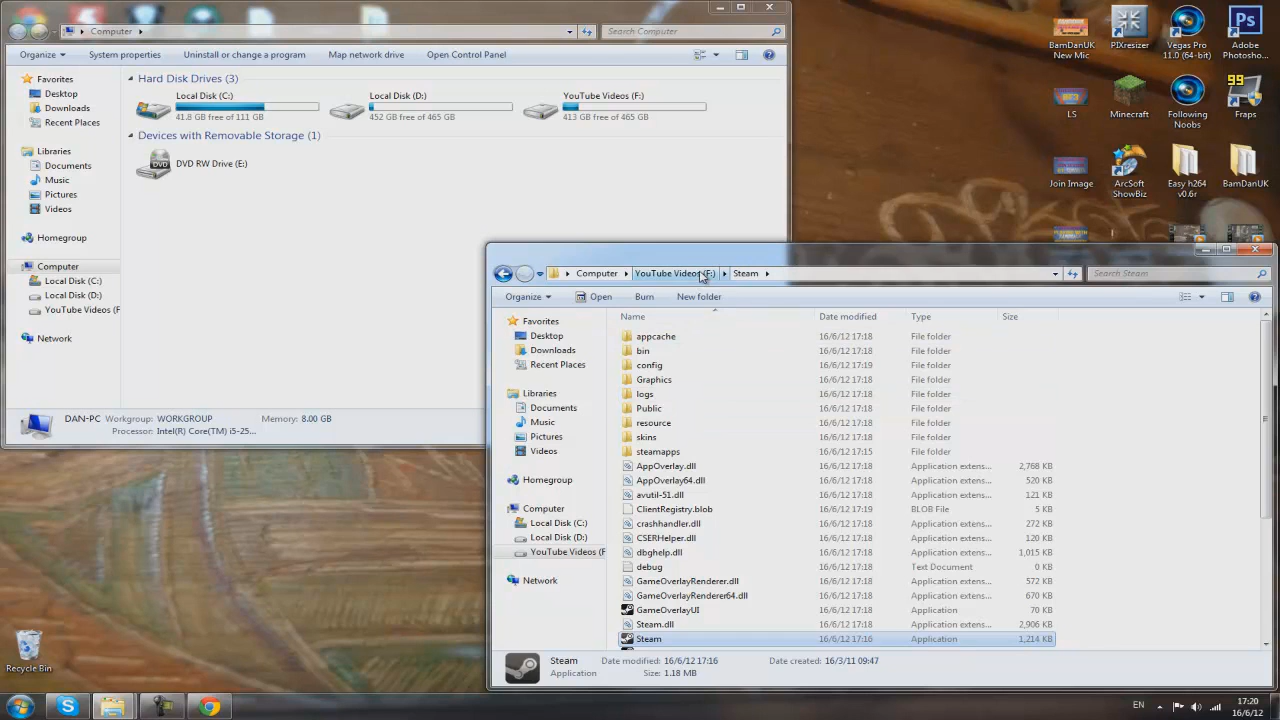 Computer
Search Computer
Organize
System properties
Uninstall or change a program
Map network drive
Open Control Panel
Favorites
Desktop
Downloads
Recent Places
Libraries
Documents
Music
Pictures
Videos
Homegroup
Computer
Local Disk (C:)
Local Disk (D:)
YouTube Videos (F
Network
Hard Disk Drives (3)
Local Disk (C:)
41.8 GB free of 111 GB
Local Disk (D:)
452 GB free of 465 GB
YouTube Videos (F:)
413 GB free of 465 GB
Devices with Removable Storage (1)
DVD
DVD RW Drive (E:)
DAN-PC Workgroup: WORKGROUP Memory: 8.00 GB
Processor: Intel(R) Core(TM) i5-25...
BamDanUK
New Mic
PIXresizer
Vegas Pro
11.0 (64-bit)
Ps
Adobe
Photosho...
LS
Minecraft
Following
Noobs
99
Fraps
Join Image
ArcSoft
ShowBiz
Easy h264
v0.6r
BamDanUK
Computer
YouTube Videos (F:)
Steam
Search Steam
Organize
Open
Burn
New folder
Favorites
Desktop
Downloads
Recent Places
Libraries
Documents
Music
Pictures
Videos
Homegroup
Computer
Local Disk (C:)
Local Disk (D:)
YouTube Videos (F
Network
Name Date modified Type Size
appcache 16/6/12 17:18 File folder
bin 16/6/12 17:18 File folder
config 16/6/12 17:19 File folder
Graphics 16/6/12 17:18 File folder
logs 16/6/12 17:18 File folder
Public 16/6/12 17:18 File folder
resource 16/6/12 17:18 File folder
skins 16/6/12 17:18 File folder
steamapps 16/6/12 17:15 File folder
AppOverlay.dll 16/6/12 17:18 Application extens... 2,768 KB
AppOverlay64.dll 16/6/12 17:18 Application extens... 520 KB
avutil-51.dll 16/6/12 17:18 Application extens... 121 KB
ClientRegistry.blob 16/6/12 17:19 BLOB File 5 KB
crashhandler.dll 16/6/12 17:18 Application extens... 272 KB
CSERHelper.dll 16/6/12 17:18 Application extens... 120 KB
dbghelp.dll 16/6/12 17:18 Application extens... 1,015 KB
debug 16/6/12 17:18 Text Document 0 KB
GameOverlayRenderer.dll 16/6/12 17:18 Application extens... 572 KB
GameOverlayRenderer64.dll 16/6/12 17:18 Application extens... 670 KB
GameOverlayUI 16/6/12 17:18 Application 70 KB
Steam.dll 16/6/12 17:18 Application extens... 2,906 KB
Steam 16/6/12 17:16 Application 1,214 KB
Steam Date modified: 16/6/12 17:16 Date created: 16/3/11 09:47
Application Size: 1.18 MB
Recycle Bin
EN
17:20
16/6/12